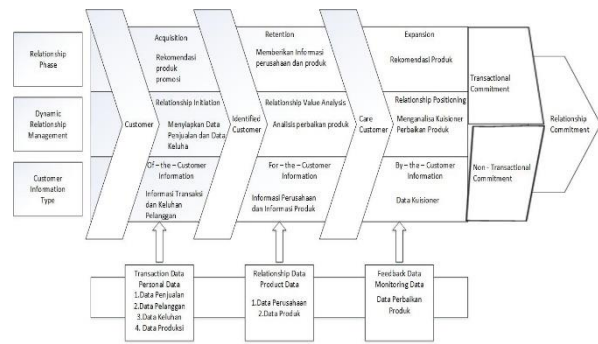 Relationship
Phase
Dynamic
Relationship
Management
Customer
Information
Type
Customer
Acquisition
Rekomendasi
produk
promosi
Relationship Initiation
Menyiapkan Data
Penjualan dan Data
Keluha
Of – the – Customer
Information
Informasi Transaksi
dan Keluhan
Pelanggan
Identified
Customer
Retention
Memberikan Informasi
perusahaan dan produk
Relationship Value Analysis
Analisis perbaikan produk
For – the – Customer
Information
Informasi Perusahaan
dan Informasi Produk
Care
Customer
Expansion
Rekomendasi Produk
Relationship Positioning
Menganalisa Kuisioner
Perbaikan Produk
By – the – Customer
Information
Data Kuisioner
Transactional
Commitment
Non - Transactional
Commitment
Relationship
Commitment
Transaction Data
Personal Data
1.Data Penjualan
2.Data Pelanggan
3.Data Keluhan
4. Data Produksi
Relationship Data
Product Data
1.Data Perusahaan
2.Data Produk
Feedback Data
Monitoring Data
Data Perbaikan
Produk